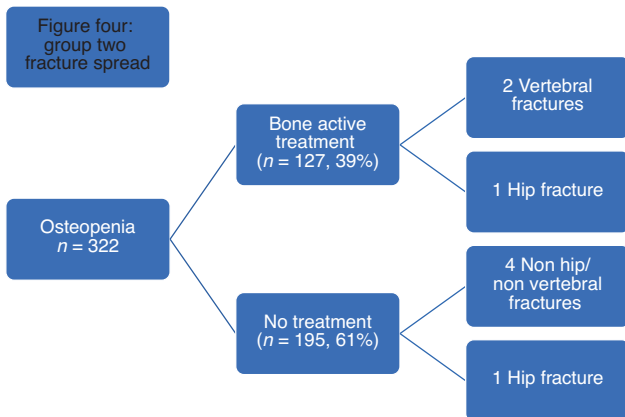 Figure four:
group two
fracture spread
Osteopenia
n = 322
Bone active
treatment
(n = 127, 39%)
2 Vertebral
fractures
1 Hip fracture
No treatment
(n = 195, 61%)
4 Non hip/
non vertebral
fractures
1 Hip fracture